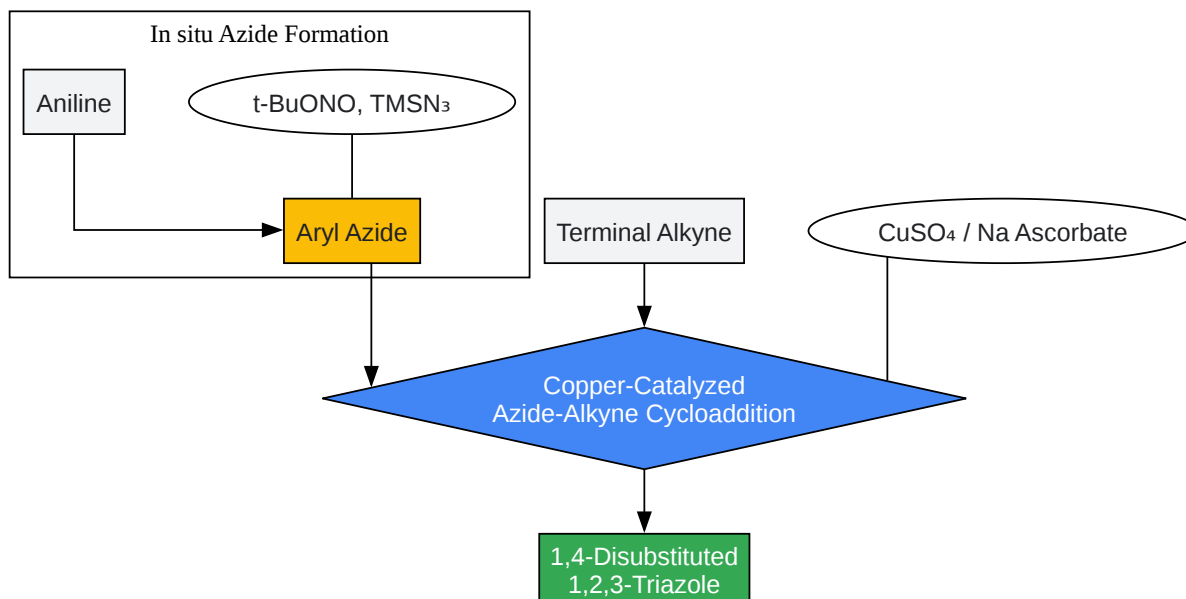 In situ Azide Formation
Aniline
t-BuONO, TMSN₃
Aryl Azide
Terminal Alkyne
CuSO₄ / Na Ascorbate
Copper-Catalyzed
Azide-Alkyne Cycloaddition
1,4-Disubstituted
1,2,3-Triazole